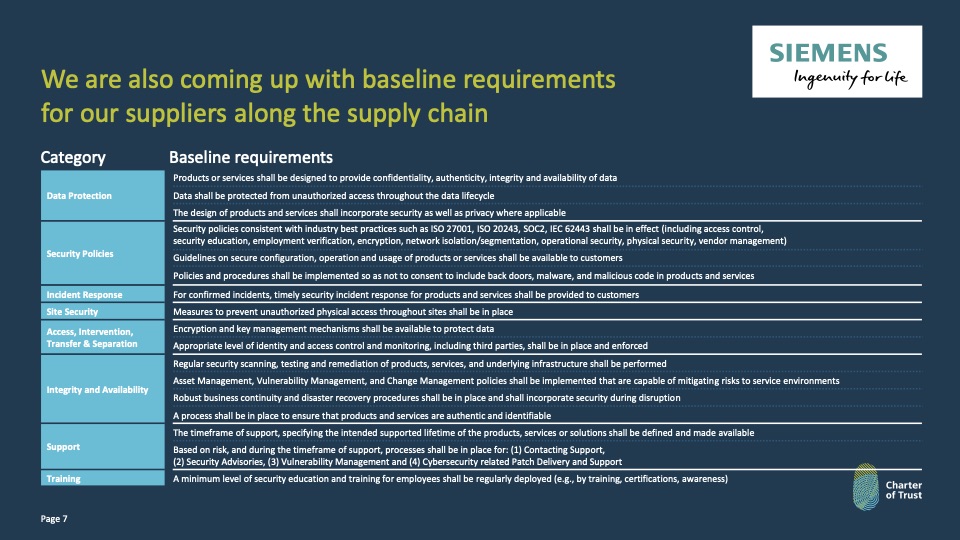 SIEMENS
Ingenuity for life
We are also coming up with baseline requirements
for our suppliers along the supply chain
Category
Baseline requirements
Data Protection
Products or services shall be designed to provide confidentiality, authenticity, integrity and availability of data
Data shall be protected from unauthorized access throughout the data lifecycle
The design of products and services shall incorporate security as well as privacy where applicable
Security Policies
Security policies consistent with industry best practices such as ISO 27001, ISO 20243, SOC2, IEC 62443 shall be in effect (including access control,
security education, employment verification, encryption, network isolation/segmentation, operational security, physical security, vendor management)
Guidelines on secure configuration, operation and usage of products or services shall be available to customers
Policies and procedures shall be implemented so as not to consent to include back doors, malware, and malicious code in products and services
Incident Response
For confirmed incidents, timely security incident response for products and services shall be provided to customers
Site Security
Measures to prevent unauthorized physical access throughout sites shall be in place
Access, Intervention,
Transfer & Separation
Encryption and key management mechanisms shall be available to protect data
Appropriate level of identity and access control and monitoring, including third parties, shall be in place and enforced
Integrity and Availability
Regular security scanning, testing and remediation of products, services, and underlying infrastructure shall be performed
Asset Management, Vulnerability Management, and Change Management policies shall be implemented that are capable of mitigating risks to service environments
Robust business continuity and disaster recovery procedures shall be in place and shall incorporate security during disruption
A process shall be in place to ensure that products and services are authentic and identifiable
Support
The timeframe of support, specifying the intended supported lifetime of the products, services or solutions shall be defined and made available
Based on risk, and during the timeframe of support, processes shall be in place for: (1) Contacting Support,
(2) Security Advisories, (3) Vulnerability Management and (4) Cybersecurity related Patch Delivery and Support
Training
A minimum level of security education and training for employees shall be regularly deployed (e.g., by training, certifications, awareness)
Charter
of Trust
Page 7